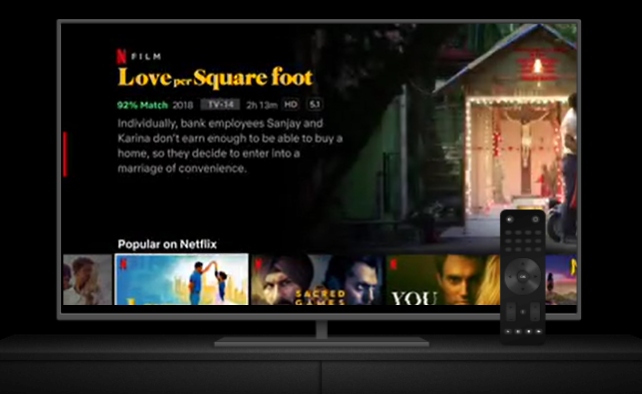 N FILM
Love per Square foot
92% Match 2018 TV-14 2h 13m HD 5.1
Individually, bank employees Sanjay and
Karina don't earn enough to be able to buy a
home, so they decide to enter into a
marriage of convenience.
Popular on Netflix
SACRED
GAMES
YOU